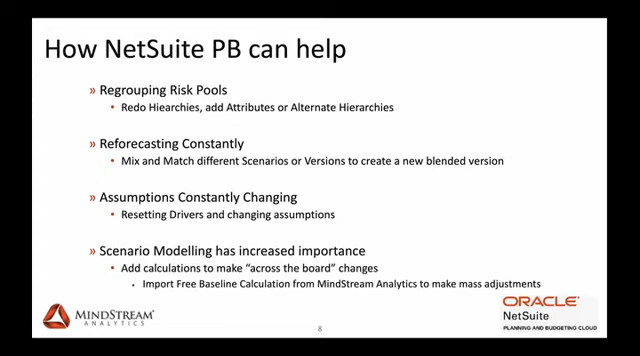 How NetSuite PB can help
» Regrouping Risk Pools
• Redo Hiearchies, add Attributes or Alternate Hierarchies
» Reforecasting Constantly
• Mix and Match different Scenarios or Versions to create a new blended version
» Assumptions Constantly Changing
• Resetting Drivers and changing assumptions
» Scenario Modelling has increased importance
• Add calculations to make “across the board” changes
• Import Free Baseline Calculation from MindStream Analytics to make mass adjustments
MINDSTREAM
ANALYTICS
8
ORACLE
NetSuite
PLANNING AND BUDGETING CLOUD